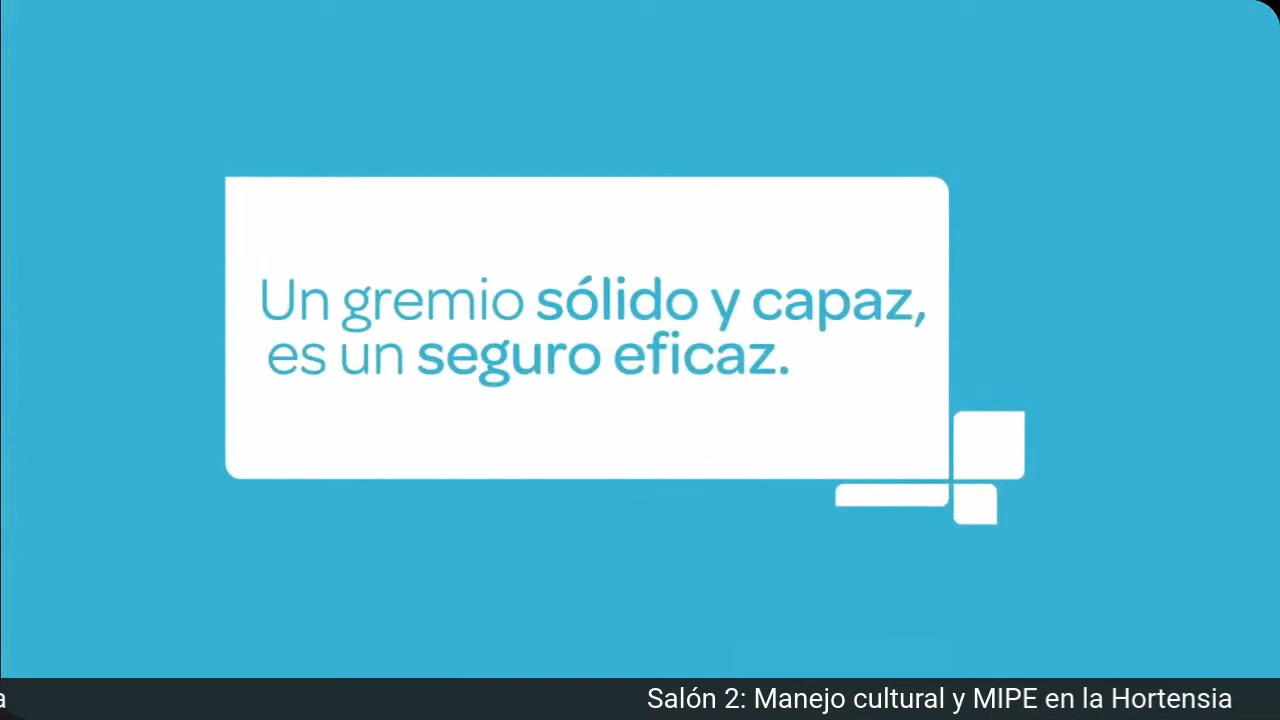 Un gremio sólido y capaz,
es un seguro eficaz.
a Salón 2: Manejo cultural y MIPE en la Hortensia